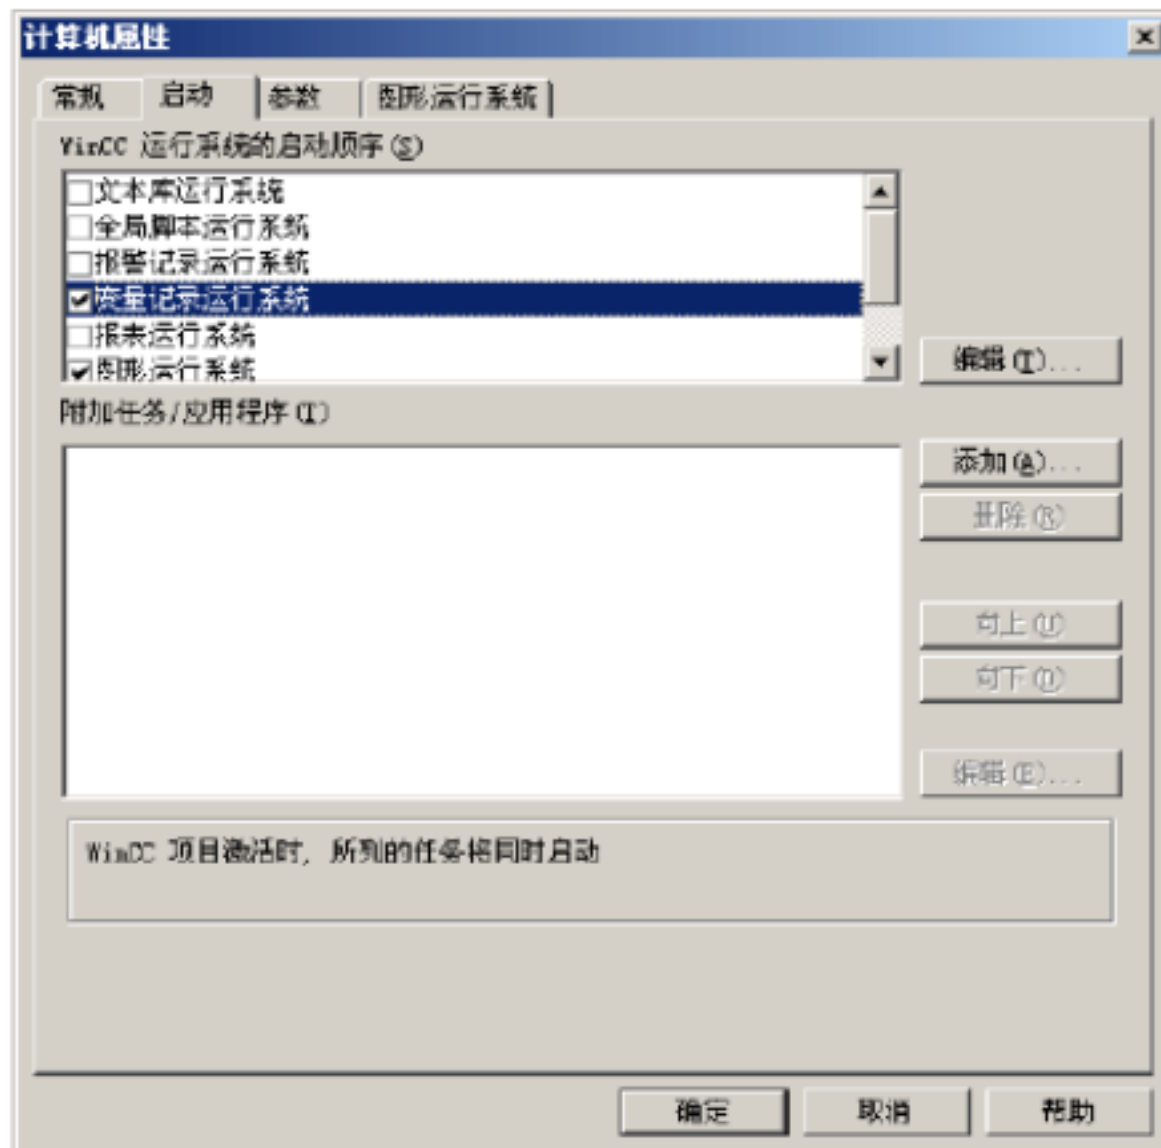 计算机属性
常规 启动 参数 图形运行系统
WinCC 运行系统的启动顺序(S)
文本库运行系统
全局脚本运行系统
报警记录运行系统
变量记录运行系统
报表运行系统
图形运行系统
编辑(T)...
附加任务/应用程序(T)
添加(A)...
删除(R)
向上(U)
向下(D)
编辑(E)...
WinCC 项目激活时, 所列的任务将同时启动
确定 取消 帮助